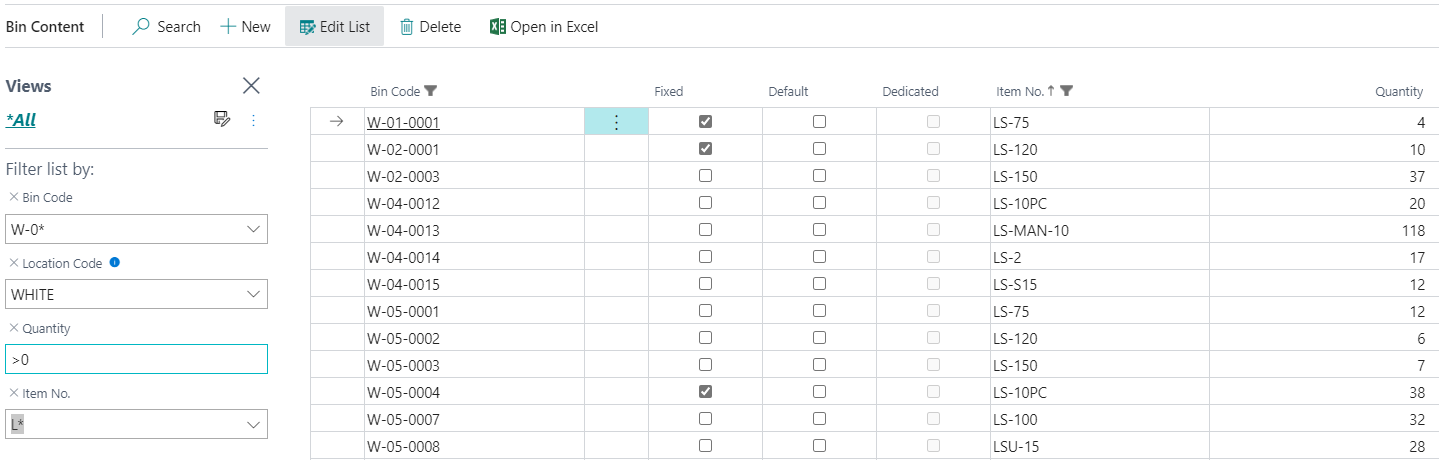 Bin Content Search New Edit List Delete Open in Excel
Views
*All
Filter list by:
Bin Code
W-0*
Location Code
WHITE
Quantity
>0
Item No.
L*
Bin Code Fixed Default Dedicated Item No. ↑ Quantity
W-01-0001 LS-75 4
W-02-0001 LS-120 10
W-02-0003 LS-150 37
W-04-0012 LS-10PC 20
W-04-0013 LS-MAN-10 118
W-04-0014 LS-2 17
W-04-0015 LS-S15 12
W-05-0001 LS-75 12
W-05-0002 LS-120 6
W-05-0003 LS-150 7
W-05-0004 LS-10PC 38
W-05-0007 LS-100 32
W-05-0008 LSU-15 28